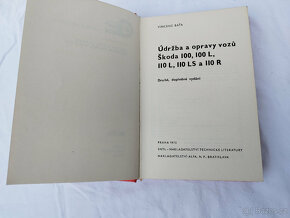 VINCENC BAŤA
Údržba a opravy vozů
Škoda 100, 100 L,
110 L, 110 LS a 110 R
Druhé, doplněné vydání
PRAHA 1975
SNTL – NAKLADATELSTVÍ TECHNICKÉ LITERATURY
NAKLADATELSTVÍ ALFA, N. P., BRATISLAVA